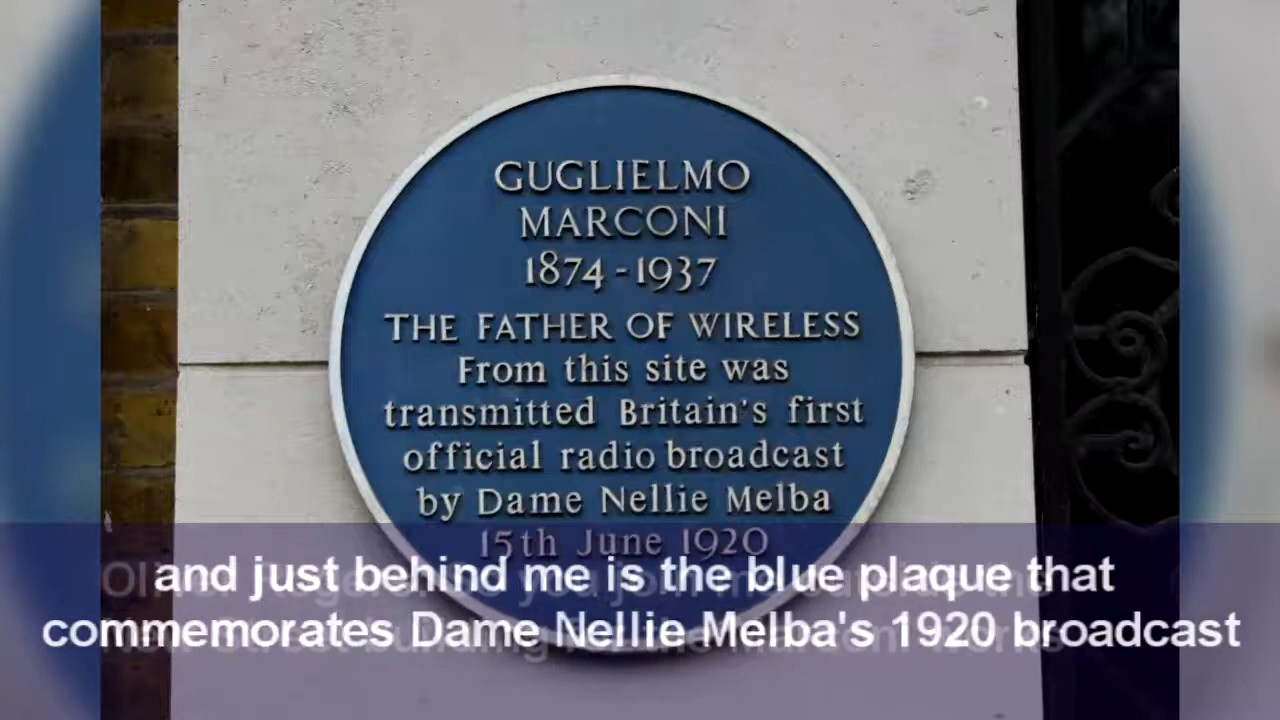 GUGLIELMO
MARCONI
1874-1937
THE FATHER OF WIRELESS
From this site was
transmitted Britain's first
official radio broadcast
by Dame Nellie Melba
15th June 1920
and just behind me is the blue plaque that
commemorates Dame Nellie Melba's 1920 broadcast